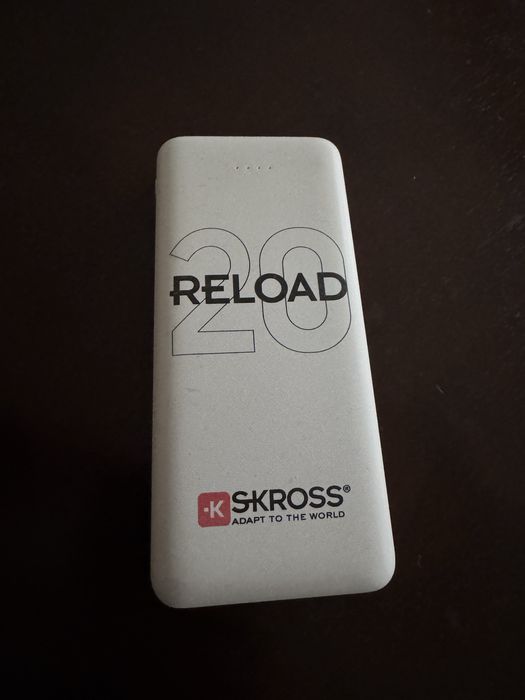 20
RELOAD
·K
SKROSS®
ADAPT TO THE WORLD